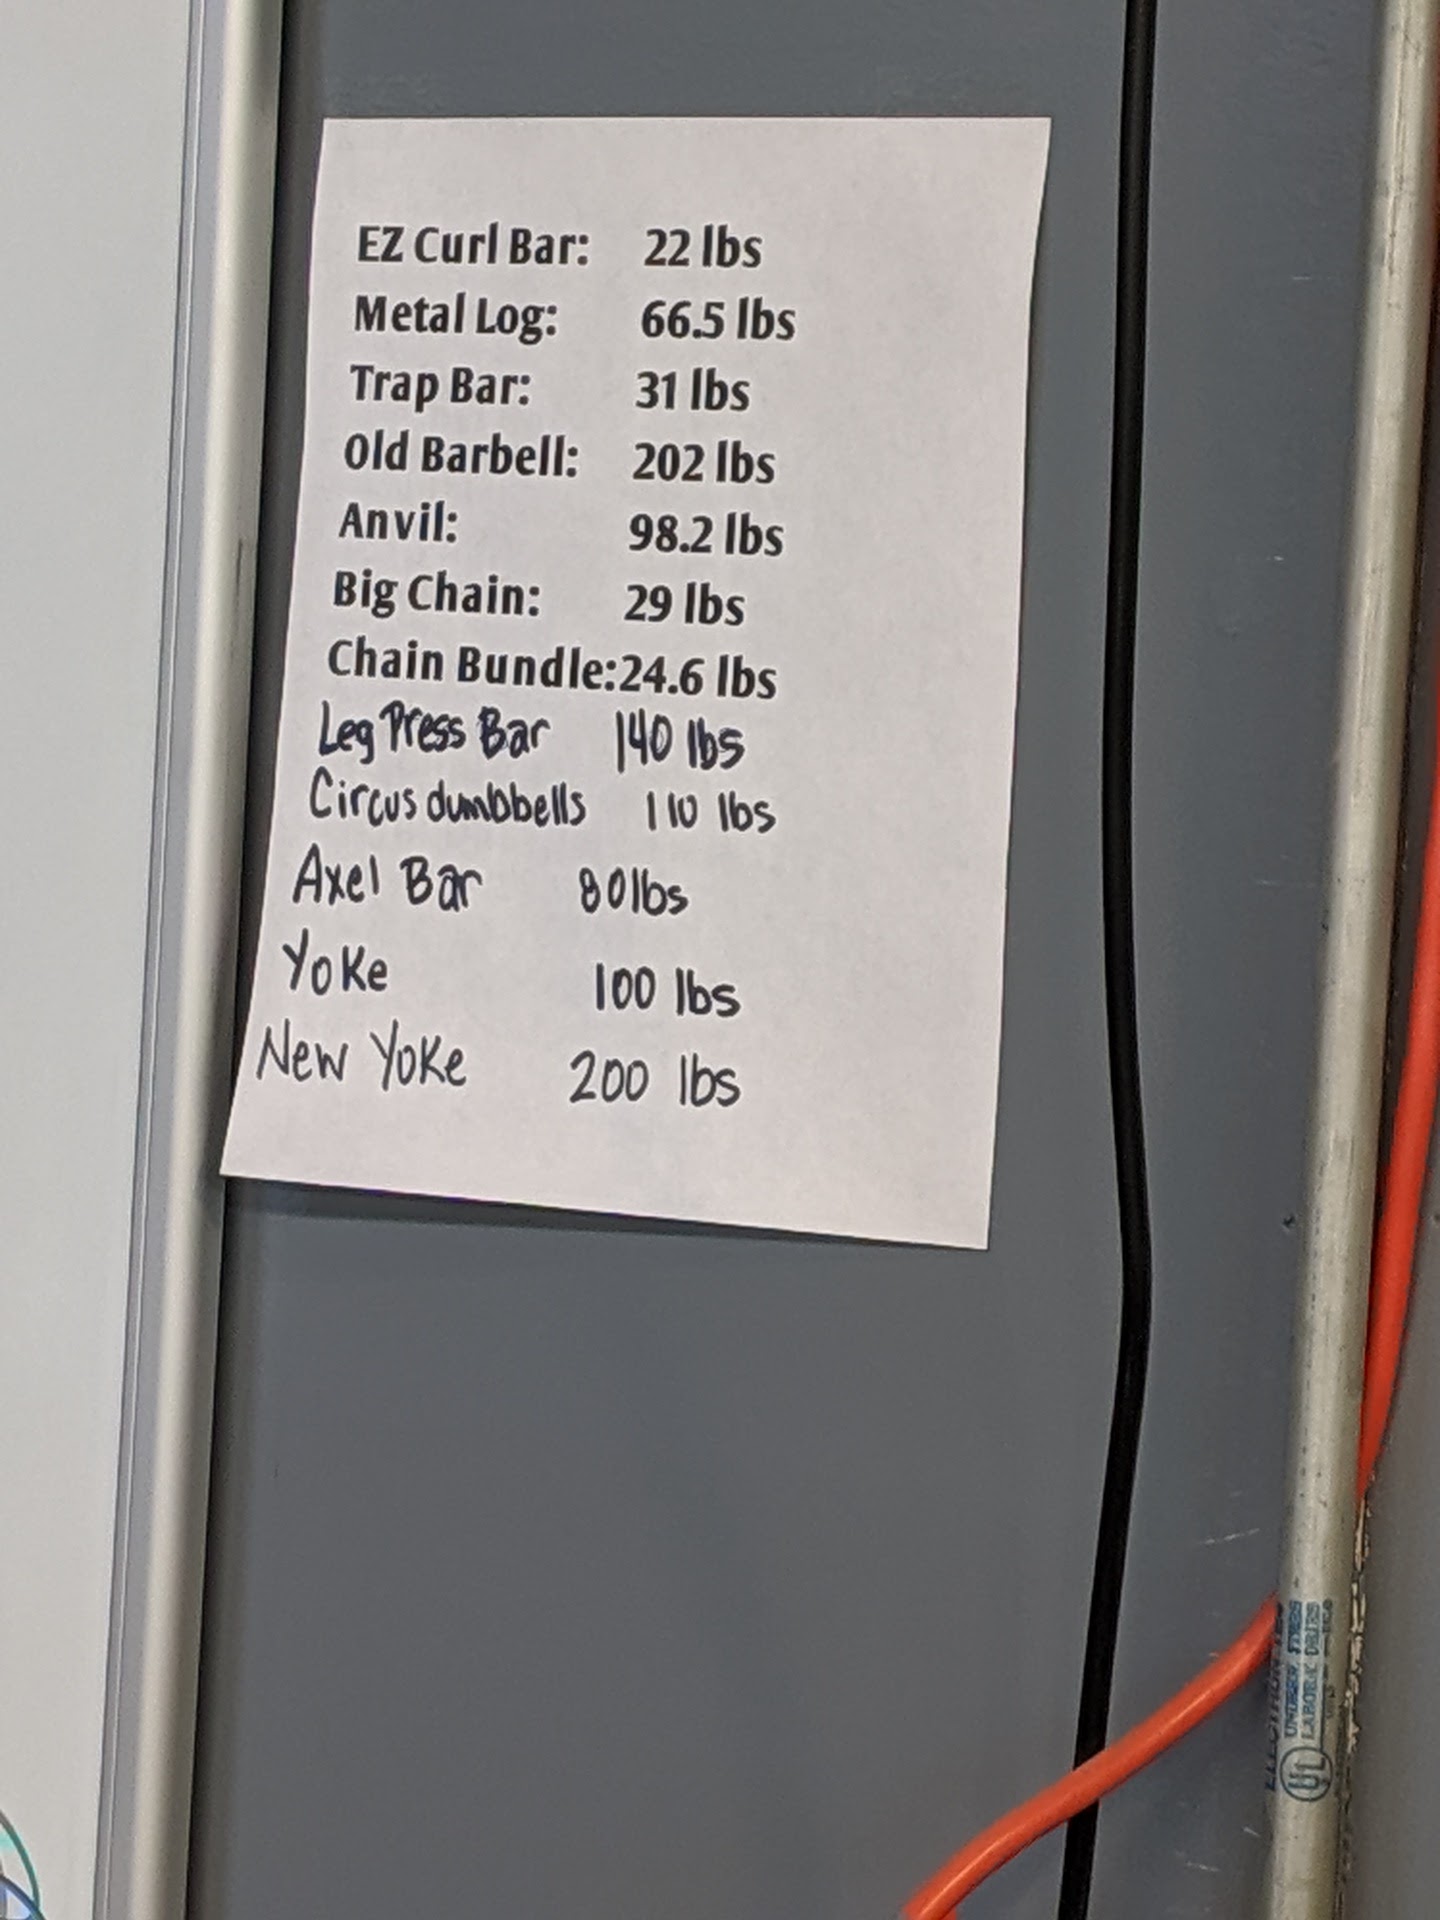 EZ Curl Bar: 22 lbs
Metal Log: 66.5 lbs
Trap Bar: 31 lbs
Old Barbell: 202 lbs
Anvil: 98.2 lbs
Big Chain: 29 lbs
Chain Bundle:24.6 lbs
Leg Press Bar 140 lbs
Circus dumbbells 110 lbs
Axel Bar 80lbs
Yoke 100 lbs
New Yoke 200 lbs
UL